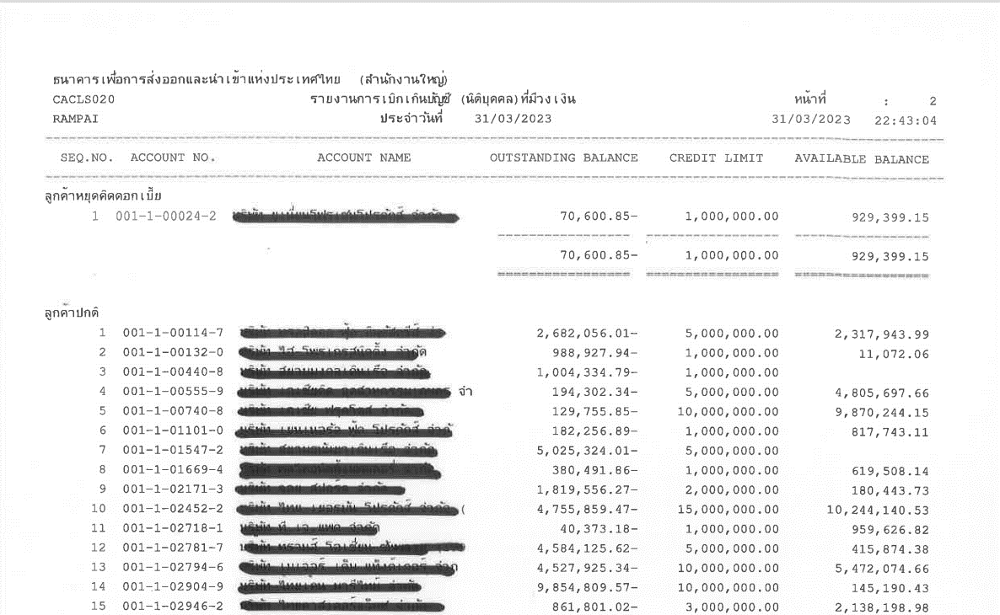 ธนาคารเพื่อการส่งออกและนำเข้าแห่งประเทศไทย (สำนักงานใหญ่)
CACLS020 รายงานการเบิกเกินบัญชี (นิติบุคคล)ที่มีวงเงิน หน้าที่ : 2
RAMPAI ประจำวันที่ 31/03/2023 31/03/2023 22:43:04
SEQ.NO. ACCOUNT NO. ACCOUNT NAME OUTSTANDING BALANCE CREDIT LIMIT AVAILABLE BALANCE
ลูกค้าหยุดคิดดอกเบี้ย
1 001-1-00024-2 70,600.85- 1,000,000.00 929,399.15
70,600.85- 1,000,000.00 929,399.15
ลูกค้าปกติ
1 001-1-00114-7 2,682,056.01- 5,000,000.00 2,317,943.99
2 001-1-00132-0 988,927.94- 1,000,000.00 11,072.06
3 001-1-00440-8 1,004,334.79- 1,000,000.00
4 001-1-00555-9 จำ 194,302.34- 5,000,000.00 4,805,697.66
5 001-1-00740-8 129,755.85- 10,000,000.00 9,870,244.15
6 001-1-01101-0 182,256.89- 1,000,000.00 817,743.11
7 001-1-01547-2 5,025,324.01- 5,000,000.00
8 001-1-01669-4 380,491.86- 1,000,000.00 619,508.14
9 001-1-02171-3 1,819,556.27- 2,000,000.00 180,443.73
10 001-1-02452-2 ( 4,755,859.47- 15,000,000.00 10,244,140.53
11 001-1-02718-1 40,373.18- 1,000,000.00 959,626.82
12 001-1-02781-7 4,584,125.62- 5,000,000.00 415,874.38
13 001-1-02794-6 4,527,925.34- 10,000,000.00 5,472,074.66
14 001-1-02904-9 9,854,809.57- 10,000,000.00 145,190.43
15 001-1-02946-2 861,801.02- 3,000,000.00 2,138,198.98